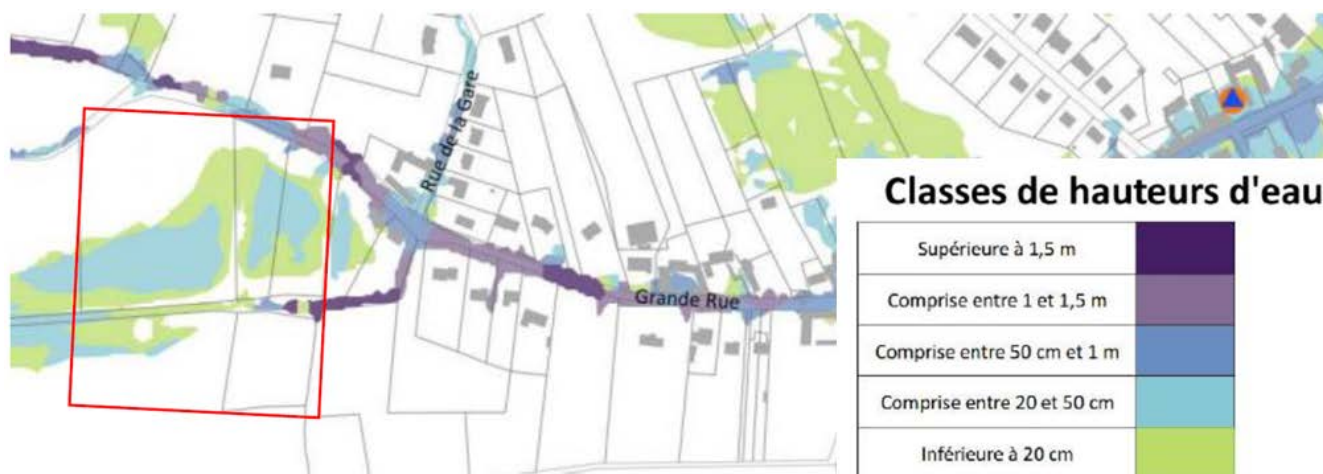 Rue de la Gare
Grande Rue
Classes de hauteurs d'eau
Supérieure à 1,5 m
Comprise entre 1 et 1,5 m
Comprise entre 50 cm et 1 m
Comprise entre 20 et 50 cm
Inférieure à 20 cm